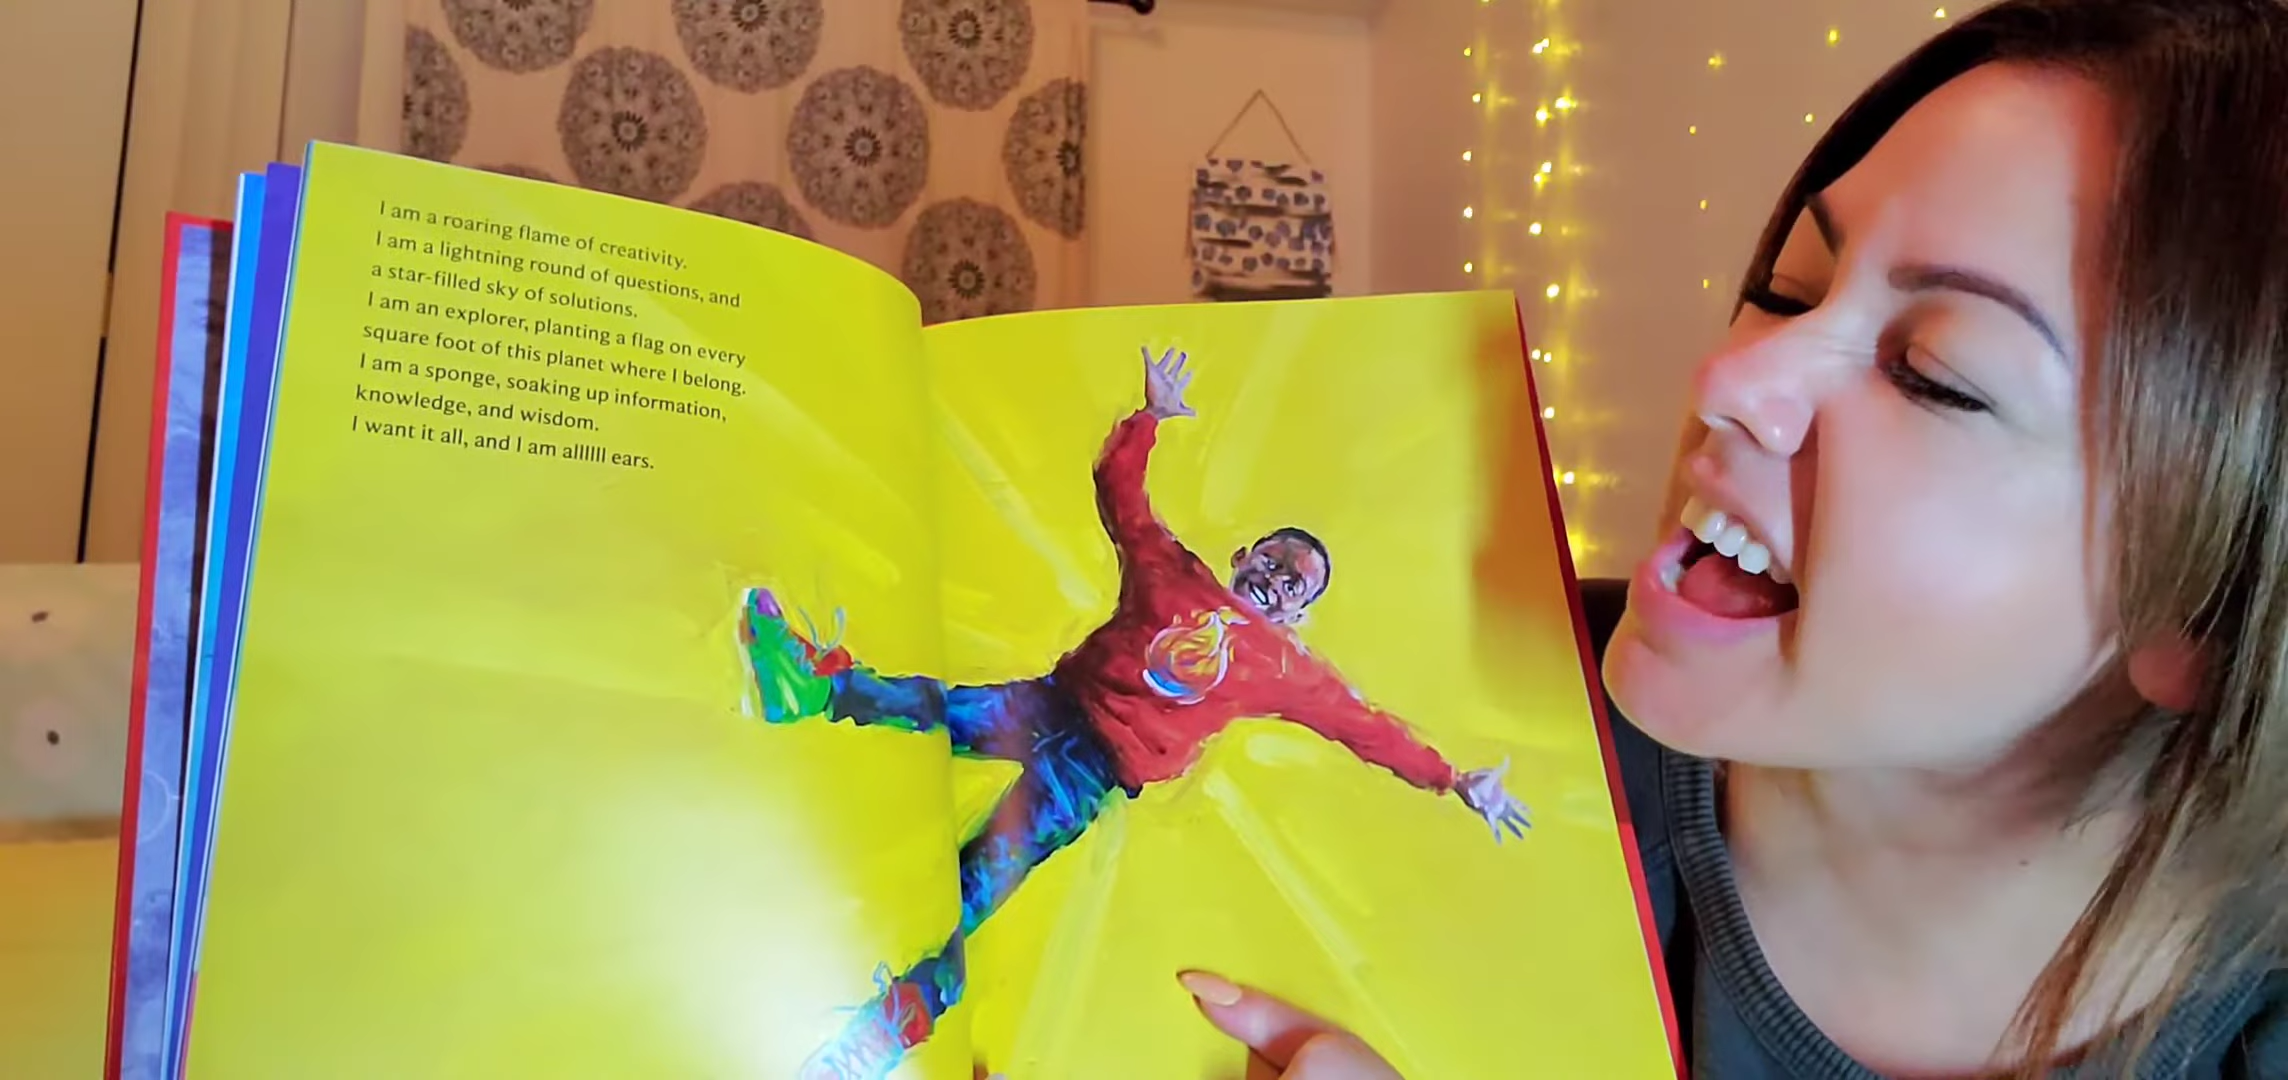 I am a roaring flame of creativity.
I am a lightning round of questions, and
a star-filled sky of solutions.
I am an explorer, planting a flag on every
square foot of this planet where I belong.
I am a sponge, soaking up information,
knowledge, and wisdom.
I want it all, and I am allllll ears.